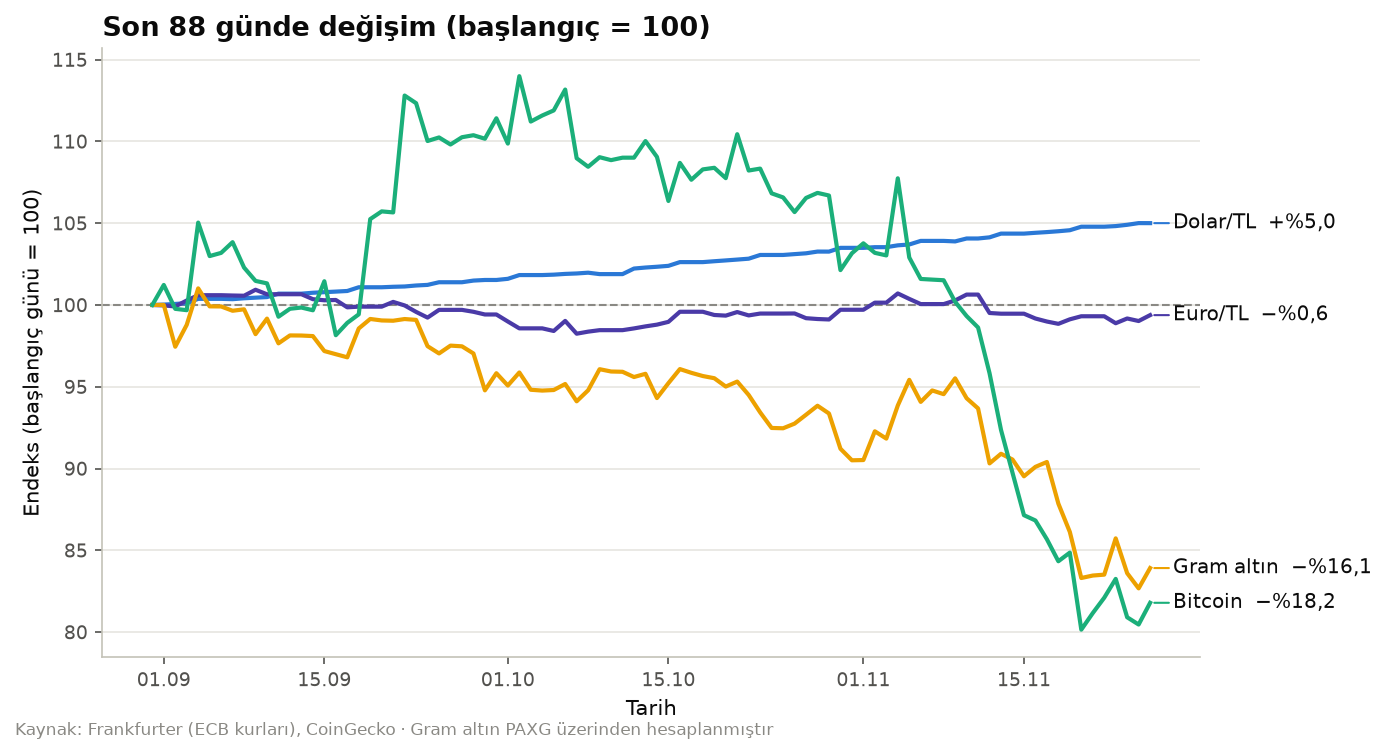 Son 88 günde değişim (başlangıç = 100)
Endeks (başlangıç günü = 100)
115
110
105
100
95
90
85
80
Dolar/TL +%5,0
Euro/TL −%0,6
Gram altın −%16,1
Bitcoin −%18,2
01.09
15.09
01.10
15.10
01.11
15.11
Tarih
Kaynak: Frankfurter (ECB kurları), CoinGecko · Gram altın PAXG üzerinden hesaplanmıştır